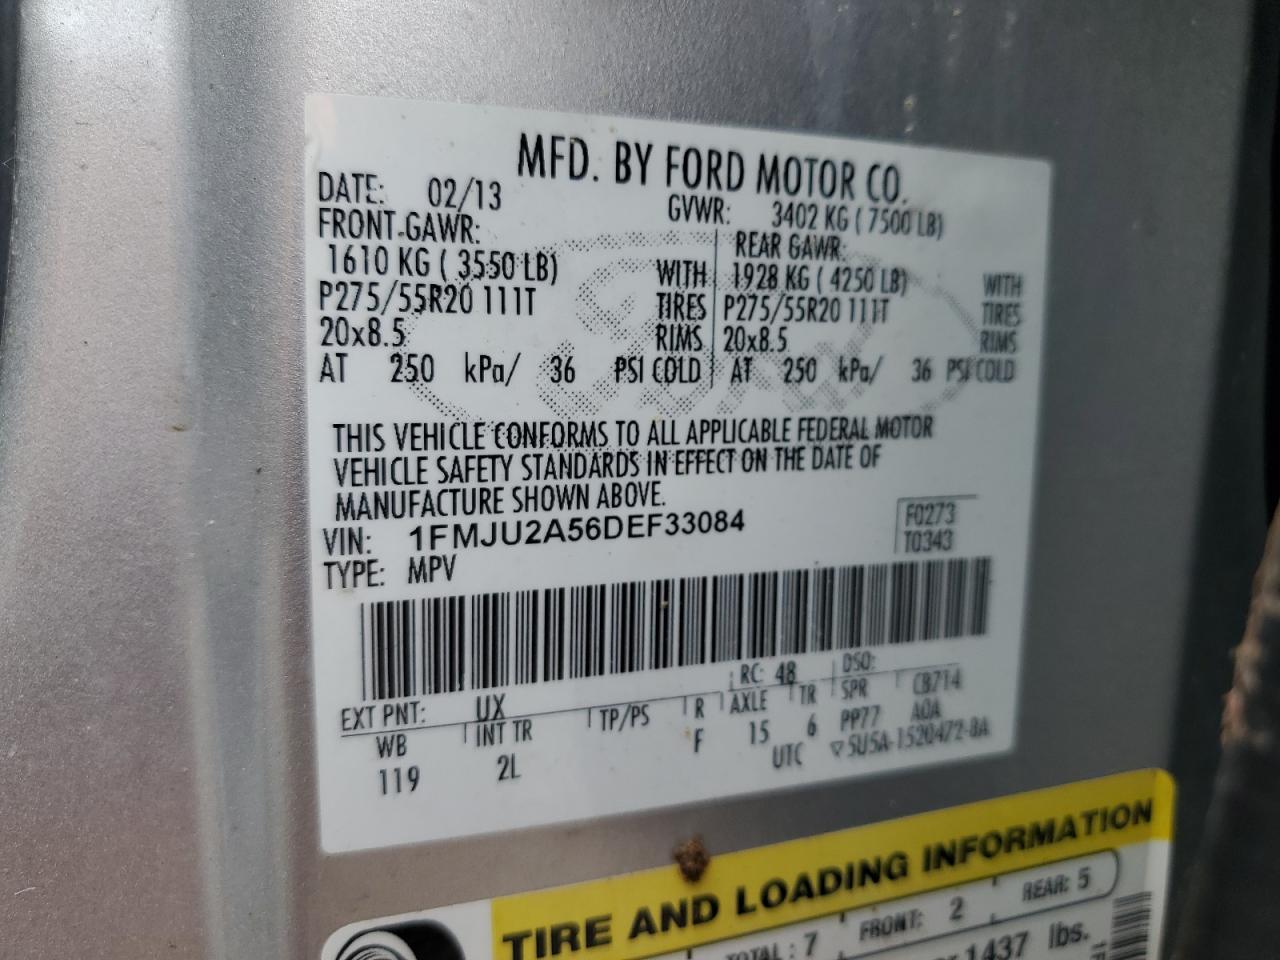 MFD. BY FORD MOTOR CO.
DATE: 02/13 GVWR: 3402 KG ( 7500 LB)
FRONT GAWR: REAR GAWR:
1610 KG ( 3550 LB) WITH 1928 KG ( 4250 LB) WITH
P275/55R20 111T TIRES P275/55R20 111T TIRES
20x8.5 RIMS 20x8.5 RIMS
AT 250 kPa/ 36 PSI COLD AT 250 kPa/ 36 PSI COLD
THIS VEHICLE CONFORMS TO ALL APPLICABLE FEDERAL MOTOR
VEHICLE SAFETY STANDARDS IN EFFECT ON THE DATE OF
MANUFACTURE SHOWN ABOVE.
VIN: 1FMJU2A56DEF33084 F0273
TYPE: MPV T0343
EXT PNT: UX RC: 48 DSO:
WB INT TR TP/PS R AXLE TR SPR CB714
119 2L F 15 6 PP77 AOA
UTC ▽5U5A-1520472-BA
TIRE AND LOADING INFORMATION
TOTAL: 7 FRONT: 2 REAR: 5
1437 lbs.